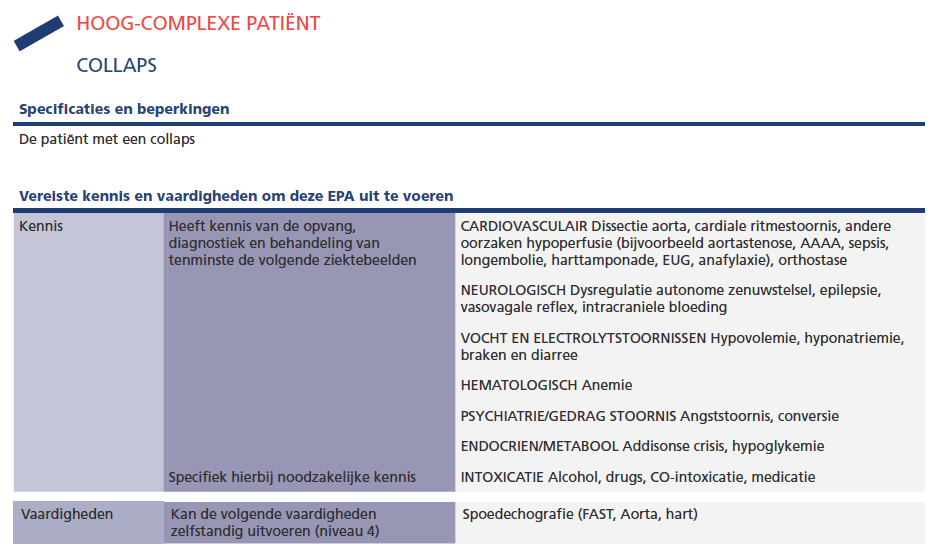 HOOG-COMPLEXE PATIËNT
COLLAPS
Specificaties en beperkingen
De patiënt met een collaps
Vereiste kennis en vaardigheden om deze EPA uit te voeren
Kennis
Heeft kennis van de opvang,
diagnostiek en behandeling van
tenminste de volgende ziektebeelden
CARDIOVASCULAIR Dissectie aorta, cardiale ritmestoornis, andere
oorzaken hypoperfusie (bijvoorbeeld aortastenose, AAAA, sepsis,
longembolie, harttamponade, EUG, anafylaxie), orthostase
NEUROLOGISCH Dysregulatie autonome zenuwstelsel, epilepsie,
vasovagale reflex, intracraniele bloeding
VOCHT EN ELECTROLYTSTOORNISSEN Hypovolemie, hyponatriemie,
braken en diarree
HEMATOLOGISCH Anemie
PSYCHIATRIE/GEDRAG STOORNIS Angststoornis, conversie
ENDOCRIEN/METABOOL Addisonse crisis, hypoglykemie
Specifiek hierbij noodzakelijke kennis
INTOXICATIE Alcohol, drugs, CO-intoxicatie, medicatie
Vaardigheden
Kan de volgende vaardigheden
zelfstandig uitvoeren (niveau 4)
Spoedechografie (FAST, Aorta, hart)